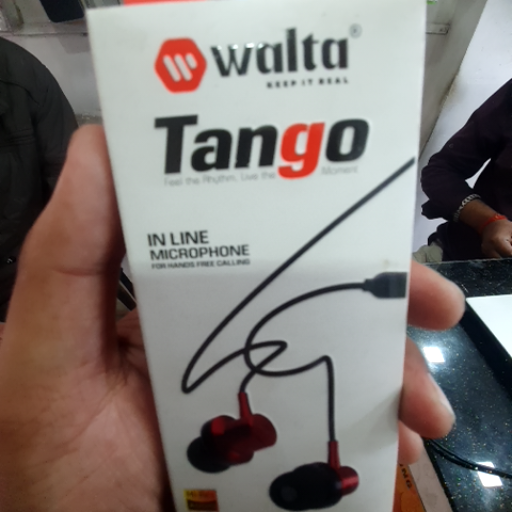 walta®
KEEP IT REAL
Tango
Feel the Rhythm, Live the Moment
IN LINE
MICROPHONE
FOR HANDS FREE CALLING